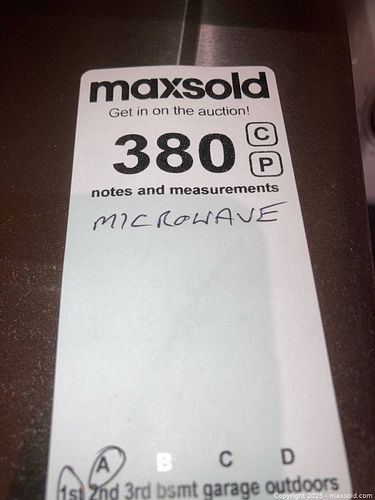 maxsold
Get in on the auction!
380 C
P
notes and measurements
MICROWAVE
A B C D
1st 2nd 3rd bsmt garage outdoors
Copyright 2025 - maxsold.com